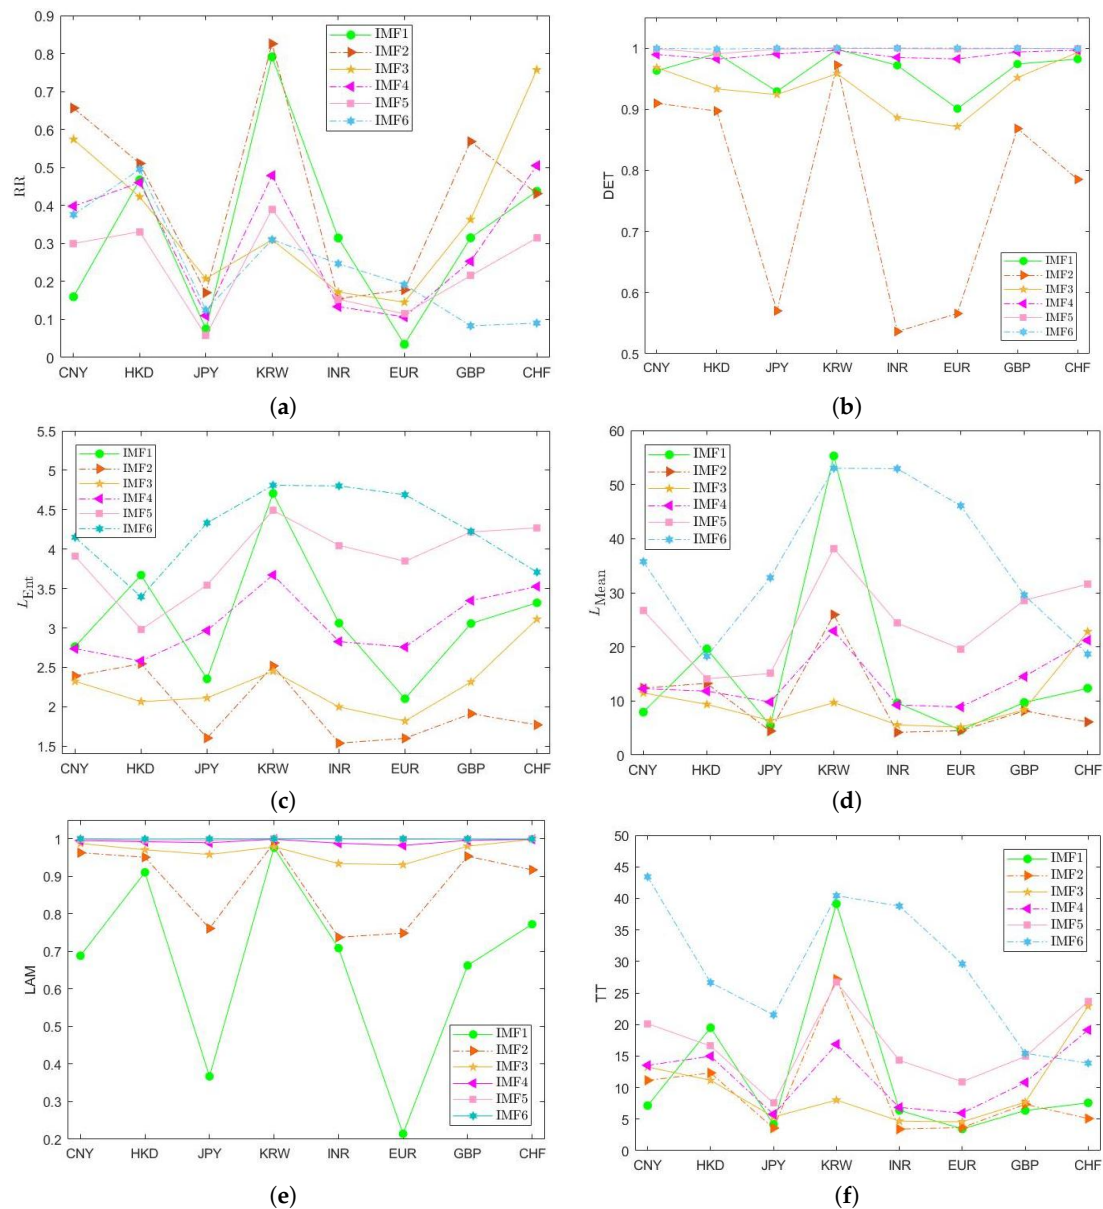 0.9
0.8
0.7
0.6
0.5
0.4
0.3
0.2
0.1
0
RR
IMF1
IMF2
IMF3
IMF4
IMF5
IMF6
CNY HKD JPY KRW INR EUR GBP CHF
(a)
1
0.9
0.8
0.7
0.6
0.5
DET
IMF1
IMF2
IMF3
IMF4
IMF5
IMF6
CNY HKD JPY KRW INR EUR GBP CHF
(b)
5.5
5
4.5
4
3.5
3
2.5
2
1.5
L_Ent
IMF1
IMF2
IMF3
IMF4
IMF5
IMF6
CNY HKD JPY KRW INR EUR GBP CHF
(c)
60
50
40
30
20
10
0
L_Mean
IMF1
IMF2
IMF3
IMF4
IMF5
IMF6
CNY HKD JPY KRW INR EUR GBP CHF
(d)
1
0.9
0.8
0.7
0.6
0.5
0.4
0.3
0.2
LAM
IMF1
IMF2
IMF3
IMF4
IMF5
IMF6
CNY HKD JPY KRW INR EUR GBP CHF
(e)
50
45
40
35
30
25
20
15
10
5
0
TT
IMF1
IMF2
IMF3
IMF4
IMF5
IMF6
CNY HKD JPY KRW INR EUR GBP CHF
(f)